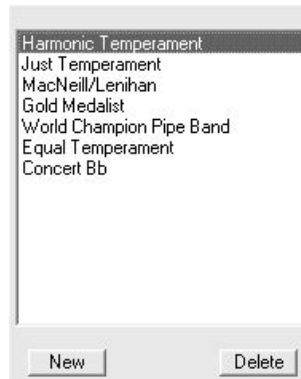 Harmonic Temperament
Just Temperament
MacNeill/Lenihan
Gold Medalist
World Champion Pipe Band
Equal Temperament
Concert Bb
New
Delete